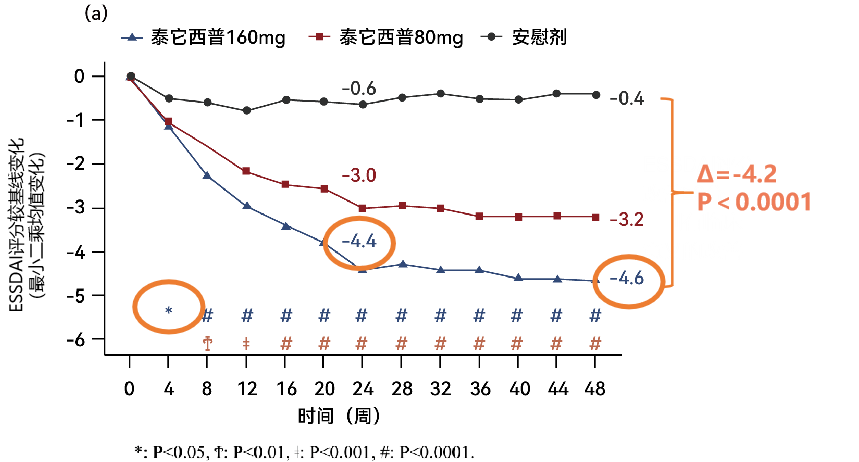 (a)
泰它西普160mg 泰它西普80mg 安慰剂
0
-1
-2
-3
-4
-5
-6
ESSDAI评分较基线变化
（最小二乘均值变化）
-0.6
-0.4
-3.0
-3.2
-4.4
-4.6
Δ=-4.2
P<0.0001
* # # # # # # # # # # #
Ϯ ǂ # # # # # # # # #
0 4 8 12 16 20 24 28 32 36 40 44 48
时间（周）
*: P<0.05, Ϯ: P<0.01, ǂ: P<0.001, #: P<0.0001.